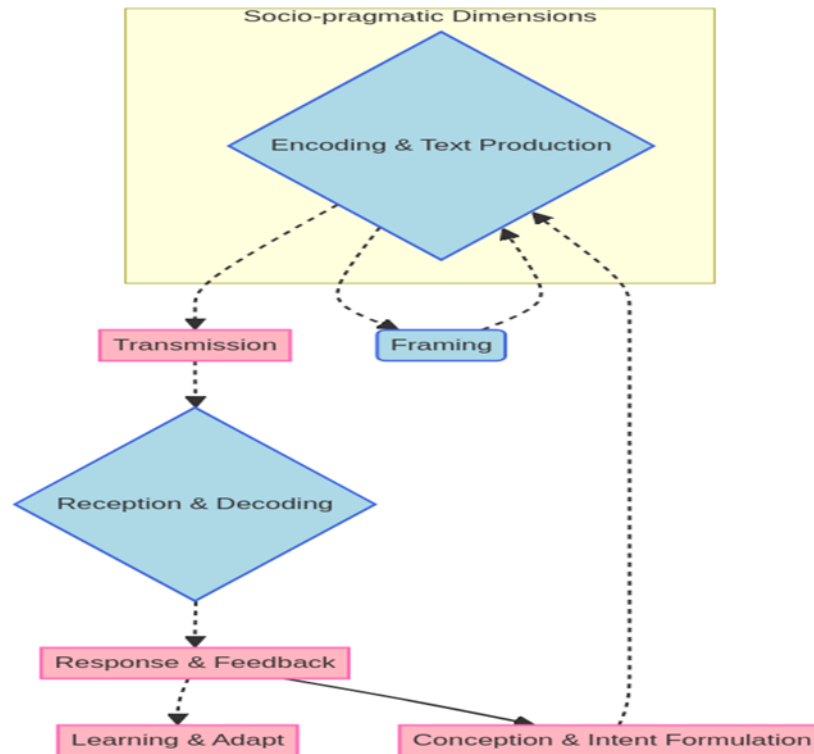 Socio-pragmatic Dimensions
Encoding & Text Production
Transmission
Framing
Reception & Decoding
Response & Feedback
Learning & Adapt
Conception & Intent Formulation